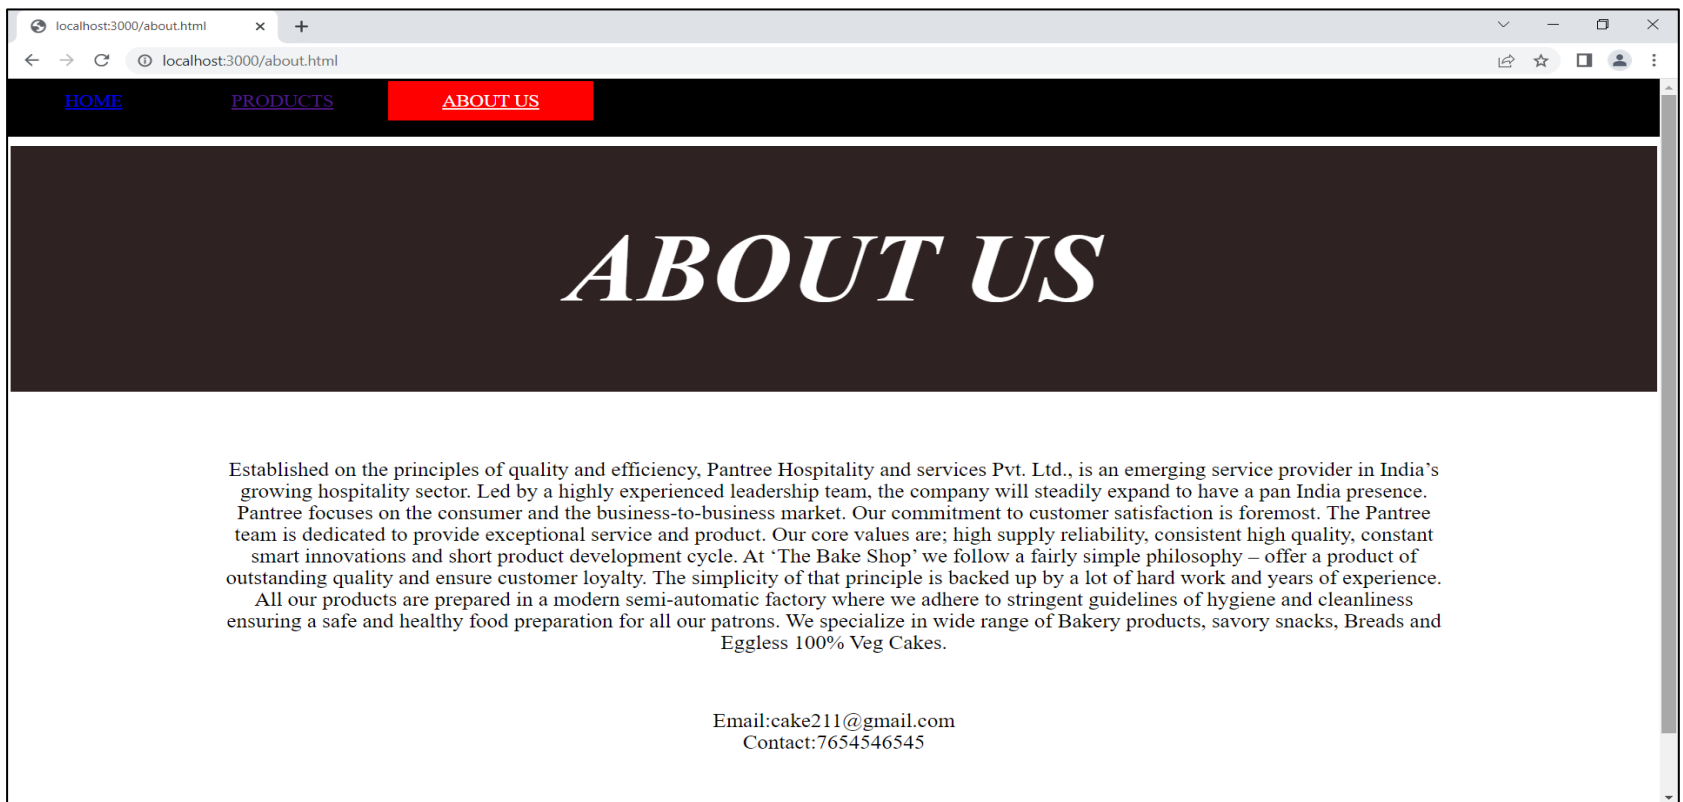 localhost:3000/about.html
localhost:3000/about.html
HOME PRODUCTS ABOUT US
ABOUT US
Established on the principles of quality and efficiency, Pantree Hospitality and services Pvt. Ltd., is an emerging service provider in India’s
growing hospitality sector. Led by a highly experienced leadership team, the company will steadily expand to have a pan India presence.
Pantree focuses on the consumer and the business-to-business market. Our commitment to customer satisfaction is foremost. The Pantree
team is dedicated to provide exceptional service and product. Our core values are; high supply reliability, consistent high quality, constant
smart innovations and short product development cycle. At ‘The Bake Shop’ we follow a fairly simple philosophy – offer a product of
outstanding quality and ensure customer loyalty. The simplicity of that principle is backed up by a lot of hard work and years of experience.
All our products are prepared in a modern semi-automatic factory where we adhere to stringent guidelines of hygiene and cleanliness
ensuring a safe and healthy food preparation for all our patrons. We specialize in wide range of Bakery products, savory snacks, Breads and
Eggless 100% Veg Cakes.
Email:cake211@gmail.com
Contact:7654546545